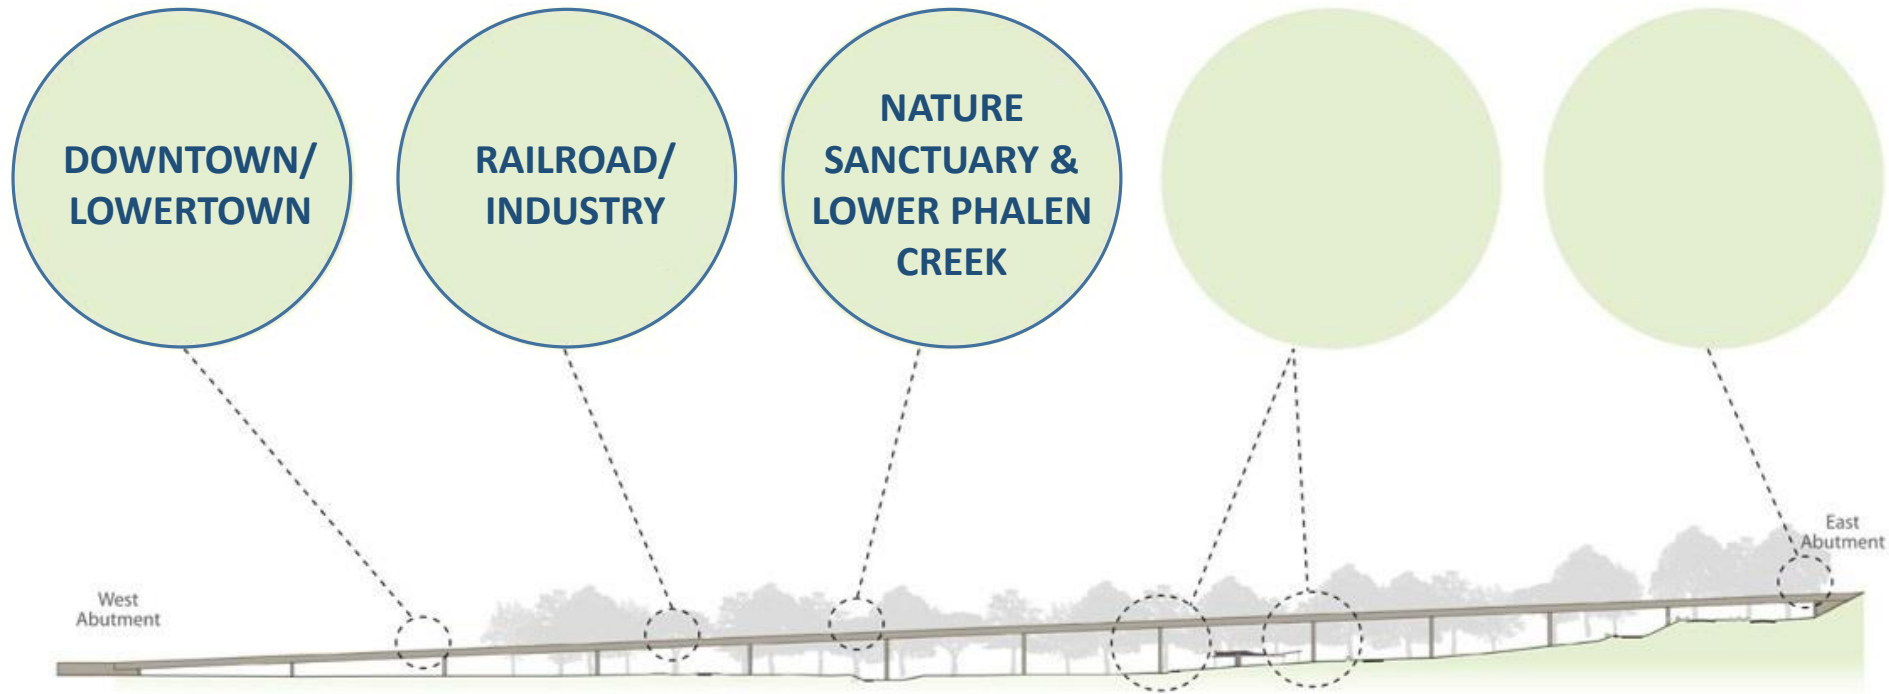 DOWNTOWN/
LOWERTOWN
RAILROAD/
INDUSTRY
NATURE
SANCTUARY &
LOWER PHALEN
CREEK
West
Abutment
East
Abutment